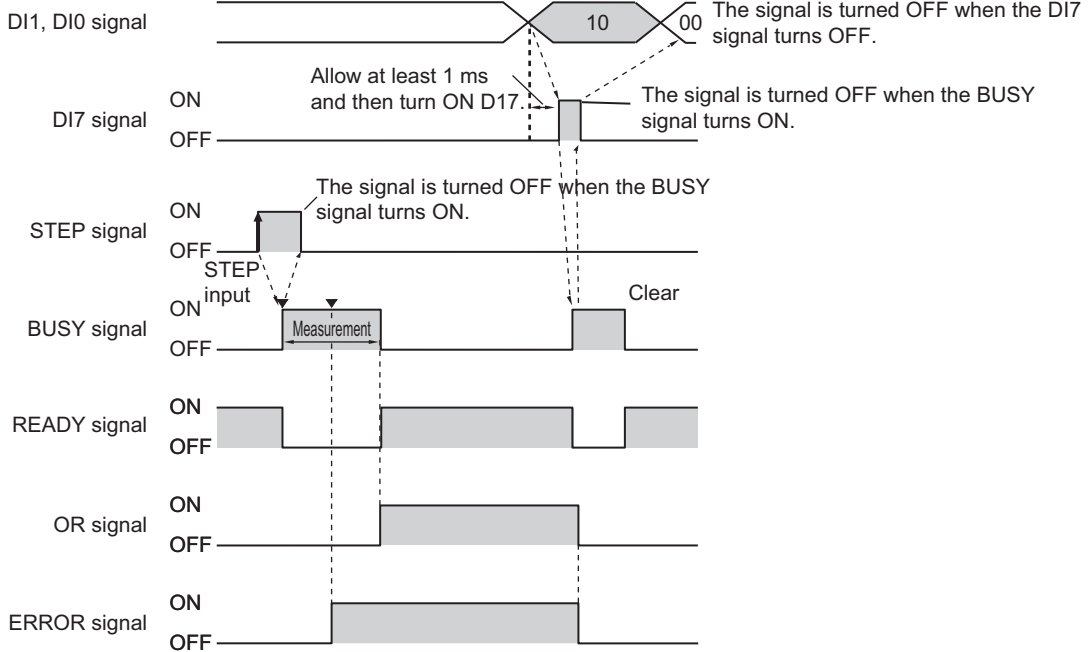 DI1, DI0 signal
10
00
The signal is turned OFF when the DI7
signal turns OFF.
Allow at least 1 ms
and then turn ON D17.
DI7 signal
ON
OFF
The signal is turned OFF when the BUSY
signal turns ON.
STEP signal
ON
OFF
The signal is turned OFF when the BUSY
signal turns ON.
STEP
input
BUSY signal
ON
OFF
Measurement
Clear
READY signal
ON
OFF
OR signal
ON
OFF
ERROR signal
ON
OFF